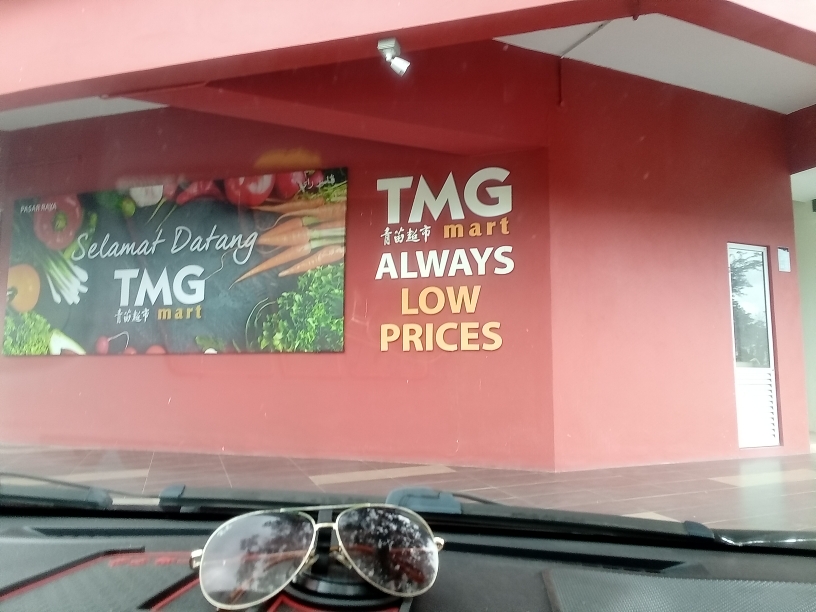 PASAR RAYA
Selamat Datang
TMG
青苗超市 mart
TMG
青苗超市 mart
ALWAYS
LOW
PRICES